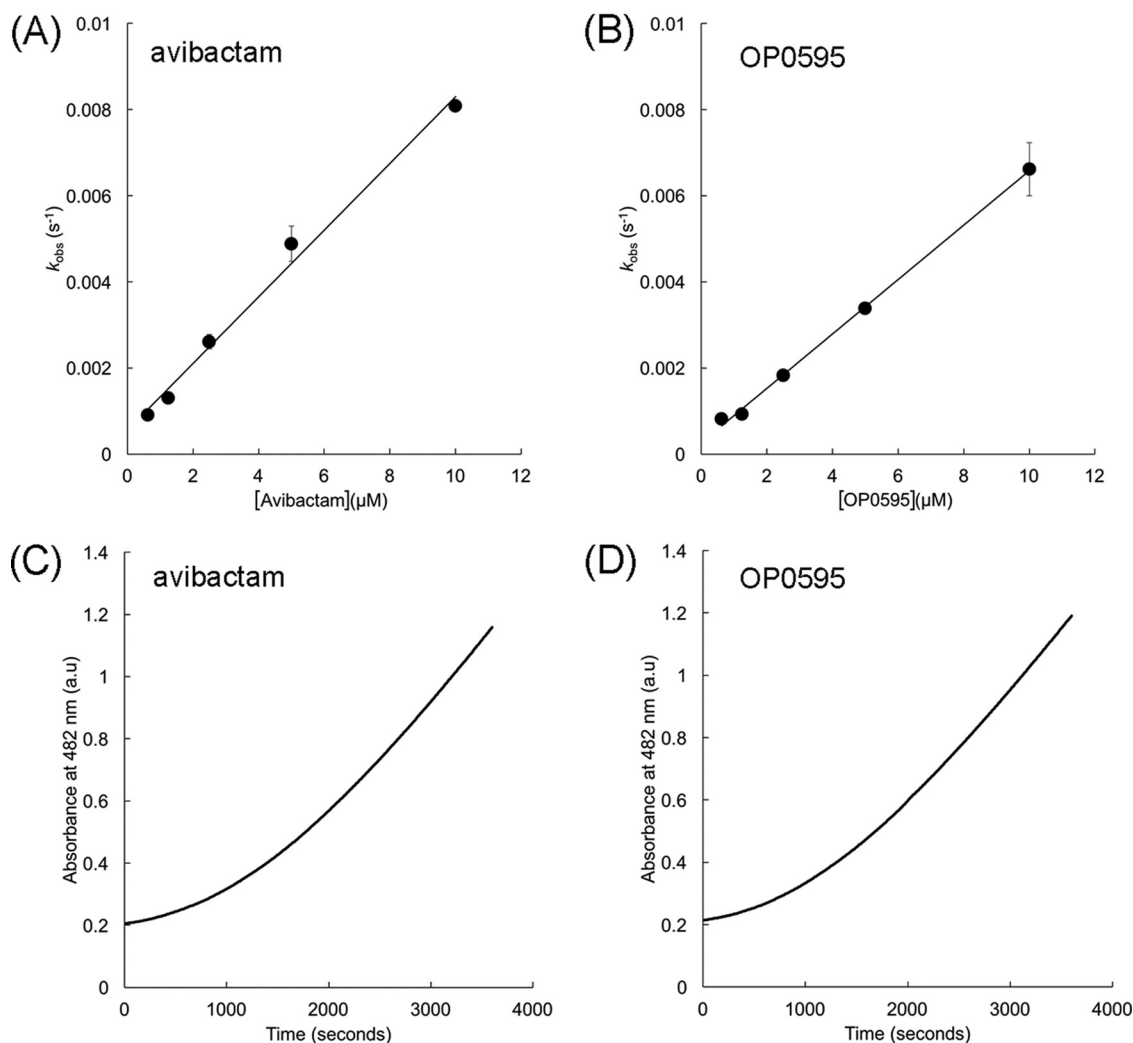 (A)
avibactam
0.01
0.008
0.006
0.004
0.002
0
k_obs (s⁻¹)
0 2 4 6 8 10 12
[Avibactam](µM)
(B)
OP0595
0.01
0.008
0.006
0.004
0.002
0
k_obs (s⁻¹)
0 2 4 6 8 10 12
[OP0595](µM)
(C)
avibactam
1.4
1.2
1
0.8
0.6
0.4
0.2
0
Absorbance at 482 nm (a.u)
0 1000 2000 3000 4000
Time (seconds)
(D)
OP0595
1.4
1.2
1
0.8
0.6
0.4
0.2
0
Absorbance at 482 nm (a.u)
0 1000 2000 3000 4000
Time (seconds)